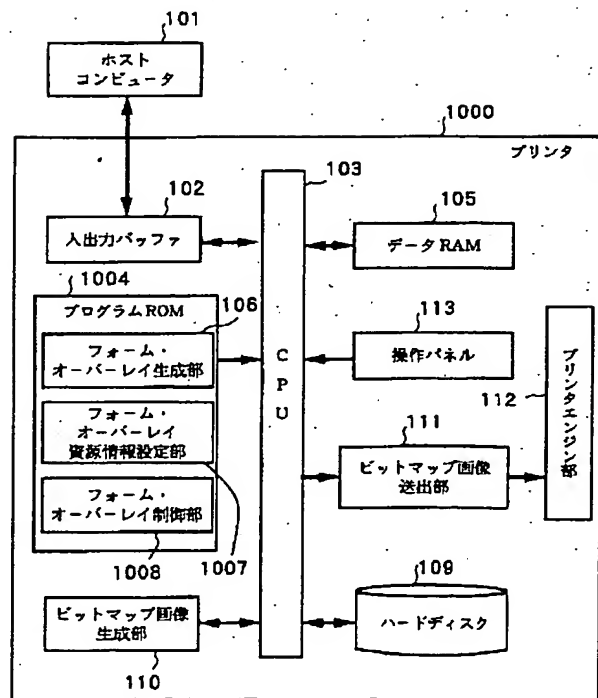 101
ホスト
コンピュータ
1000
プリンタ
103
102
105
入出力バッファ
データRAM
1004
プログラムROM
106
113
フォーム・
オーバーレイ生成部
操作パネル
CPU
プリンタエンジン部
112
フォーム・
オーバーレイ
資源情報設定部
111
ビットマップ画像
送出部
フォーム・
オーバーレイ制御部
1008
1007
109
ビットマップ画像
生成部
ハードディスク
110